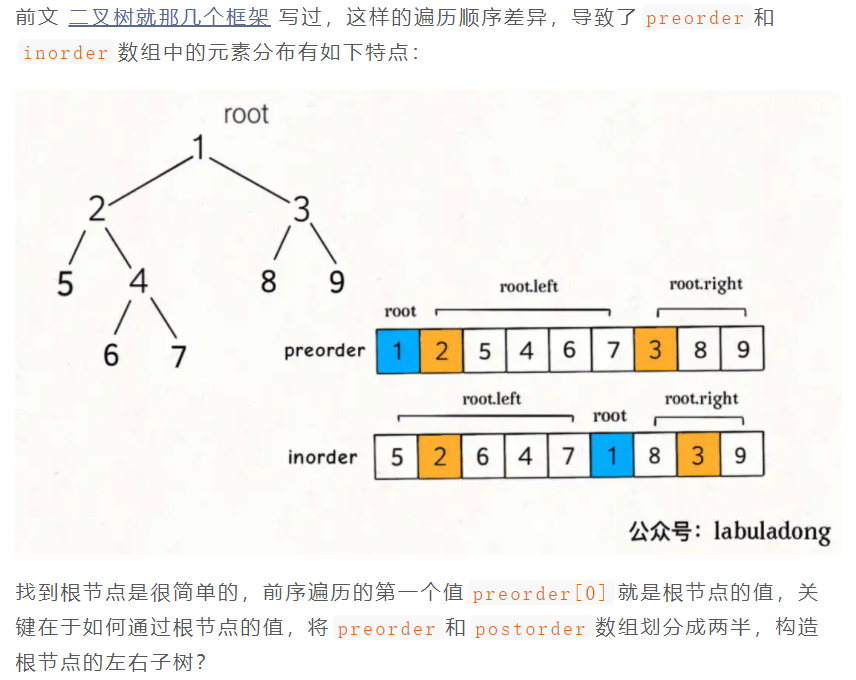 前文 二叉树就那几个框架 写过，这样的遍历顺序差异，导致了 preorder 和
inorder 数组中的元素分布有如下特点：
root
1
2 3
5 4 8 9
6 7
root.left root.right
root
preorder 1 2 5 4 6 7 3 8 9
root.left root root.right
inorder 5 2 6 4 7 1 8 3 9
公众号：labuladong
找到根节点是很简单的，前序遍历的第一个值 preorder[0] 就是根节点的值，关
键在于如何通过根节点的值，将 preorder 和 postorder 数组划分成两半，构造
根节点的左右子树？